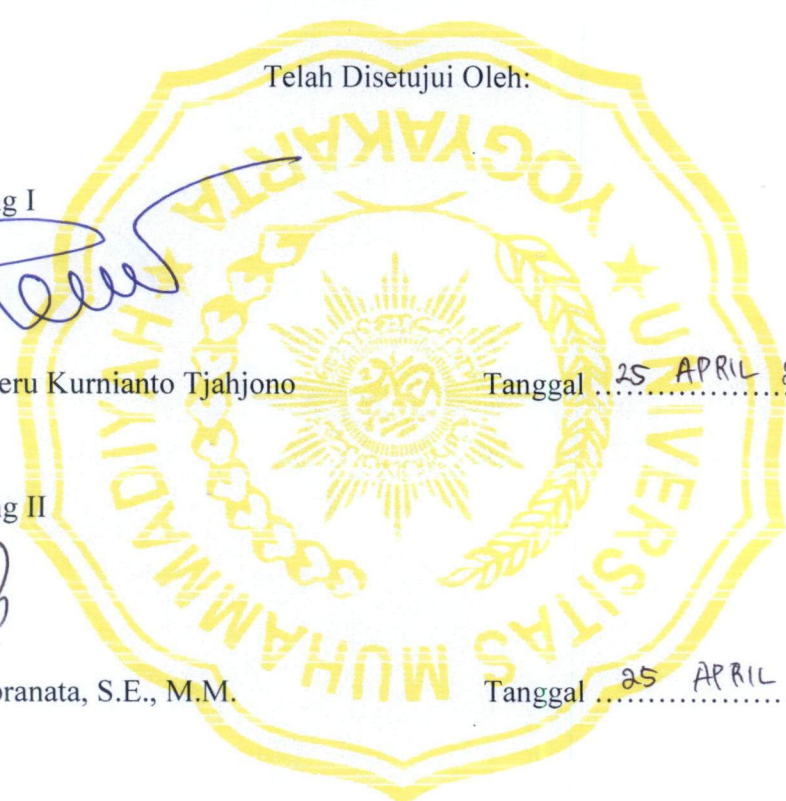 Telah Disetujui Oleh:
g I
eru Kurnianto Tjahjono Tanggal 25 APRIL
g II
pranata, S.E., M.M. Tanggal 25 APRIL
UNIVERSITAS MUHAMMADIYAH
YOGYAKARTA